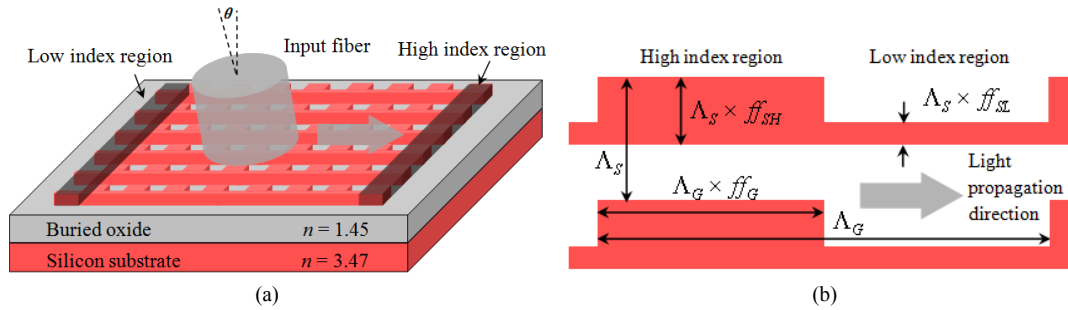 θ
Input fiber
High index region
Low index region
Buried oxide n = 1.45
Silicon substrate n = 3.47
(a)
High index region
Low index region
Λ_S × ff_SH
Λ_S × ff_SL
Λ_S
Light
propagation
direction
Λ_G × ff_G
Λ_G
(b)